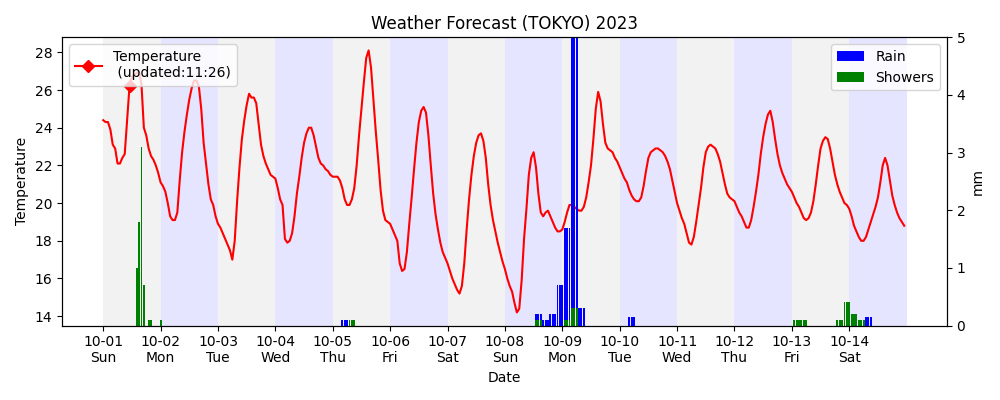 Weather Forecast (TOKYO) 2023
Temperature
(updated:11:26)
Rain
Showers
28
26
24
22
20
18
16
14
Temperature
5
4
3
2
1
0
mm
10-01 10-02 10-03 10-04 10-05 10-06 10-07 10-08 10-09 10-10 10-11 10-12 10-13 10-14
Sun Mon Tue Wed Thu Fri Sat Sun Mon Tue Wed Thu Fri Sat
Date